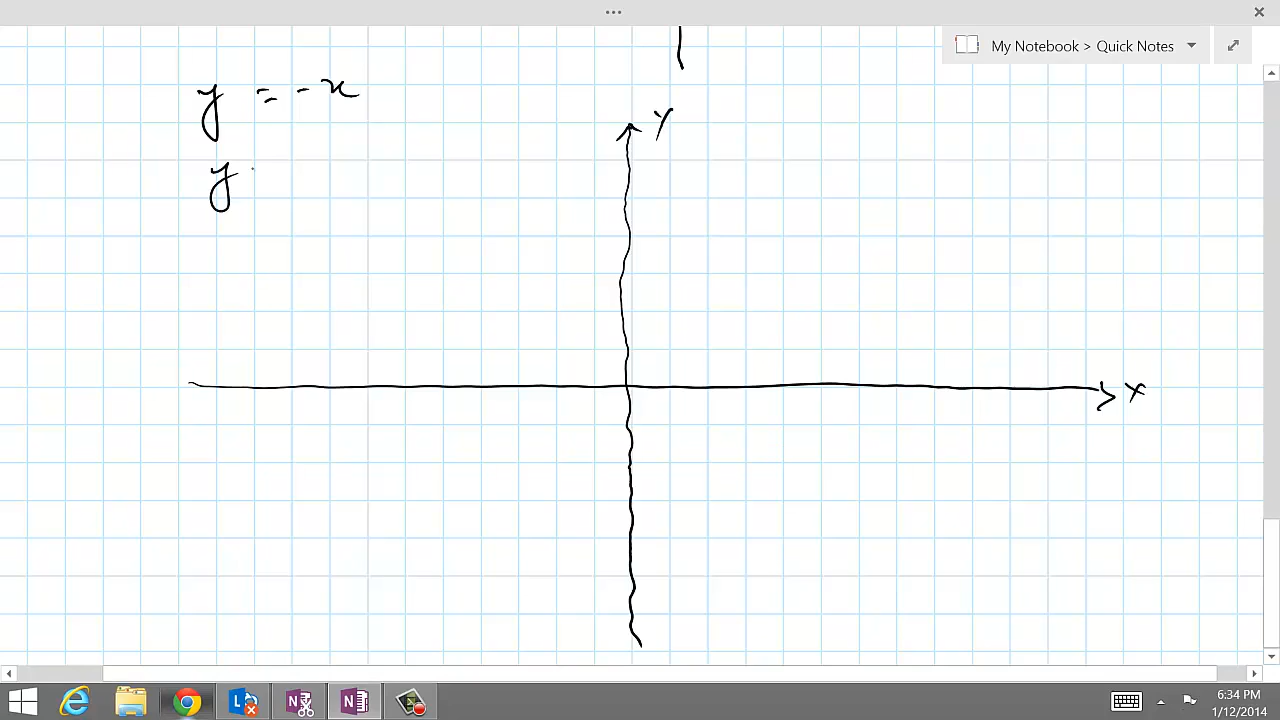 My Notebook > Quick Notes
y = -x
y
Y
X
6:34 PM
1/12/2014